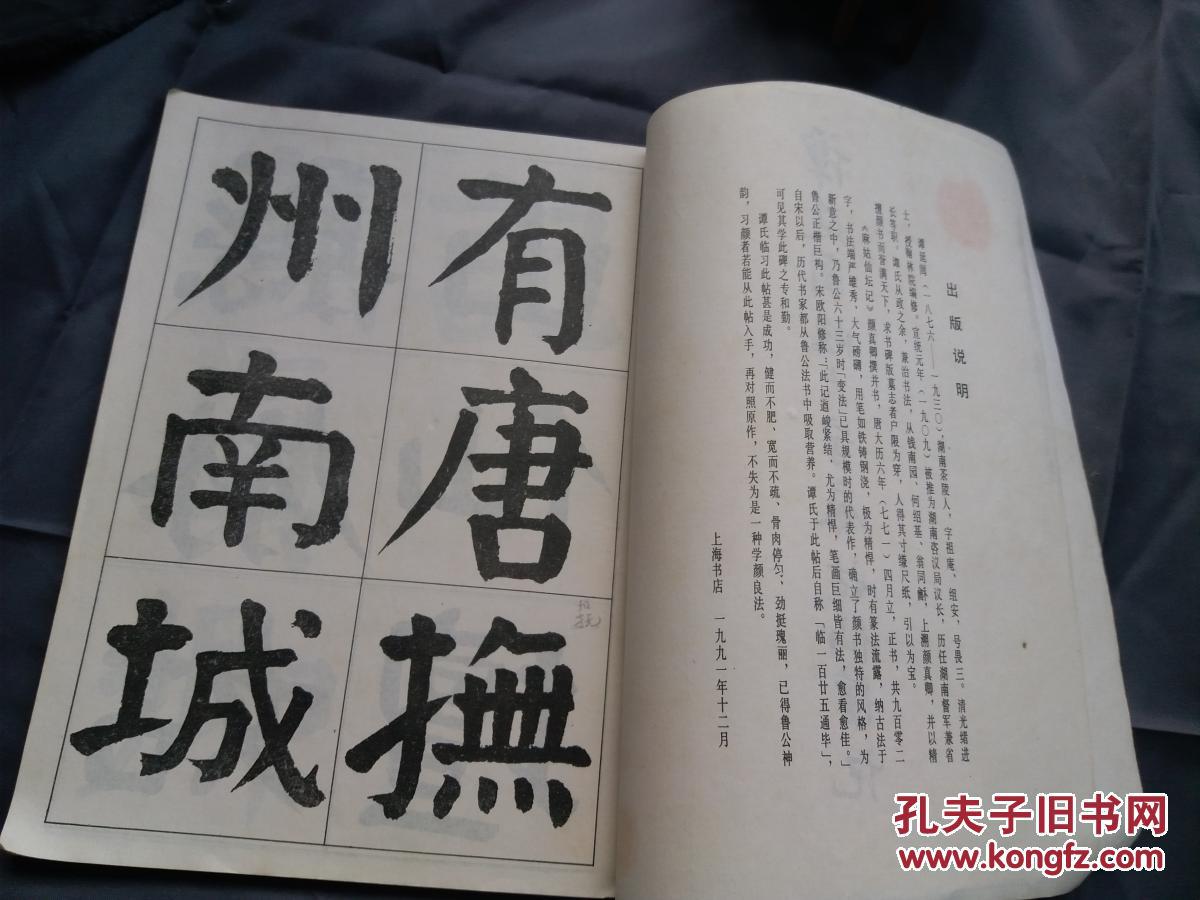 出版说明
谭延闿(一八七六——一九三〇),湖南茶陵人,字祖庵、组安,号畏三。清光绪进
士,授翰林院编修。宣统元年(一九〇九)被推为湖南咨议局议长,历任湖南督军兼省
长等职。谭氏从政之余,兼治书法,从钱南园、何绍基、翁同龢,上溯颜真卿,并以精
擅颜书而誉满天下,求书碑版墓志者户限为穿,人得其寸缣尺纸,引以为宝。
《麻姑仙坛记》颜真卿撰并书,唐大历六年(七七一)四月立,正书,共九百零二
字,书法端严雄秀,大气磅礴,用笔如铁铸钢浇,极为精悍,时有篆法流露,纳古法于
新意之中,乃鲁公六十三岁时「变法」已具规模时的代表作,确立了颜书独特的风格,为
鲁公正楷巨构。宋欧阳修称:「此记遒峻紧结,尤为精悍,笔画巨细皆有法,愈看愈佳。」
自宋以后,历代书家都从鲁公法书中吸取营养。谭氏于此帖后自称「临一百廿五通毕」,
可见其学此碑之专和勤。
谭氏临习此帖甚是成功,健而不肥、宽而不疏、骨肉停匀、劲挺瑰丽,已得鲁公神
韵,习颜者若能从此帖入手,再对照原作,不失为是一种学颜良法。
上海书店 一九九一年十二月
有唐撫
州南城
抚
孔夫子旧书网
www.kongfz.com